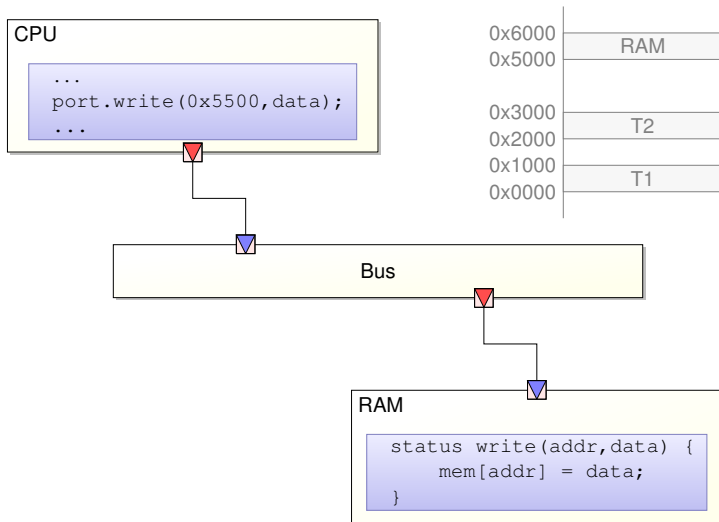 CPU
...
port.write(0x5500,data);
...
0x6000
RAM
0x5000
0x3000
T2
0x2000
0x1000
T1
0x0000
Bus
RAM
status write(addr,data) {
mem[addr] = data;
}